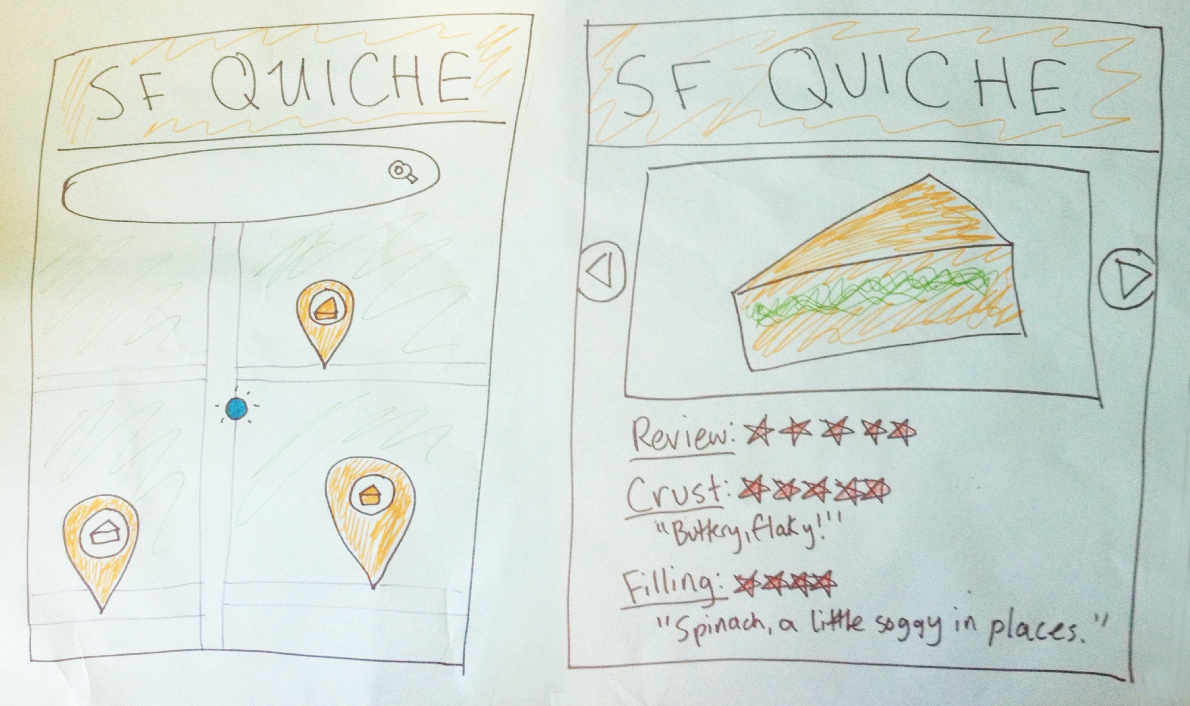 SF QUICHE
SF QUICHE
Review:
Crust:
"Buttery, flaky!"
Filling:
"Spinach, a little soggy in places."